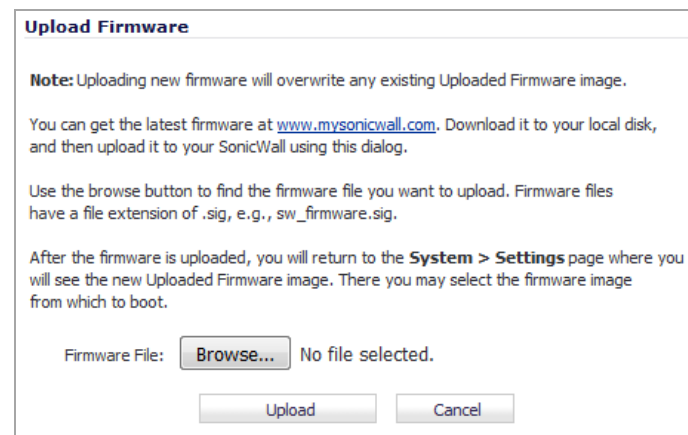 Upload Firmware
Note: Uploading new firmware will overwrite any existing Uploaded Firmware image.
You can get the latest firmware at www.mysonicwall.com. Download it to your local disk,
and then upload it to your SonicWall using this dialog.
Use the browse button to find the firmware file you want to upload. Firmware files
have a file extension of .sig, e.g., sw_firmware.sig.
After the firmware is uploaded, you will return to the System > Settings page where you
will see the new Uploaded Firmware image. There you may select the firmware image
from which to boot.
Firmware File: Browse... No file selected.
Upload Cancel